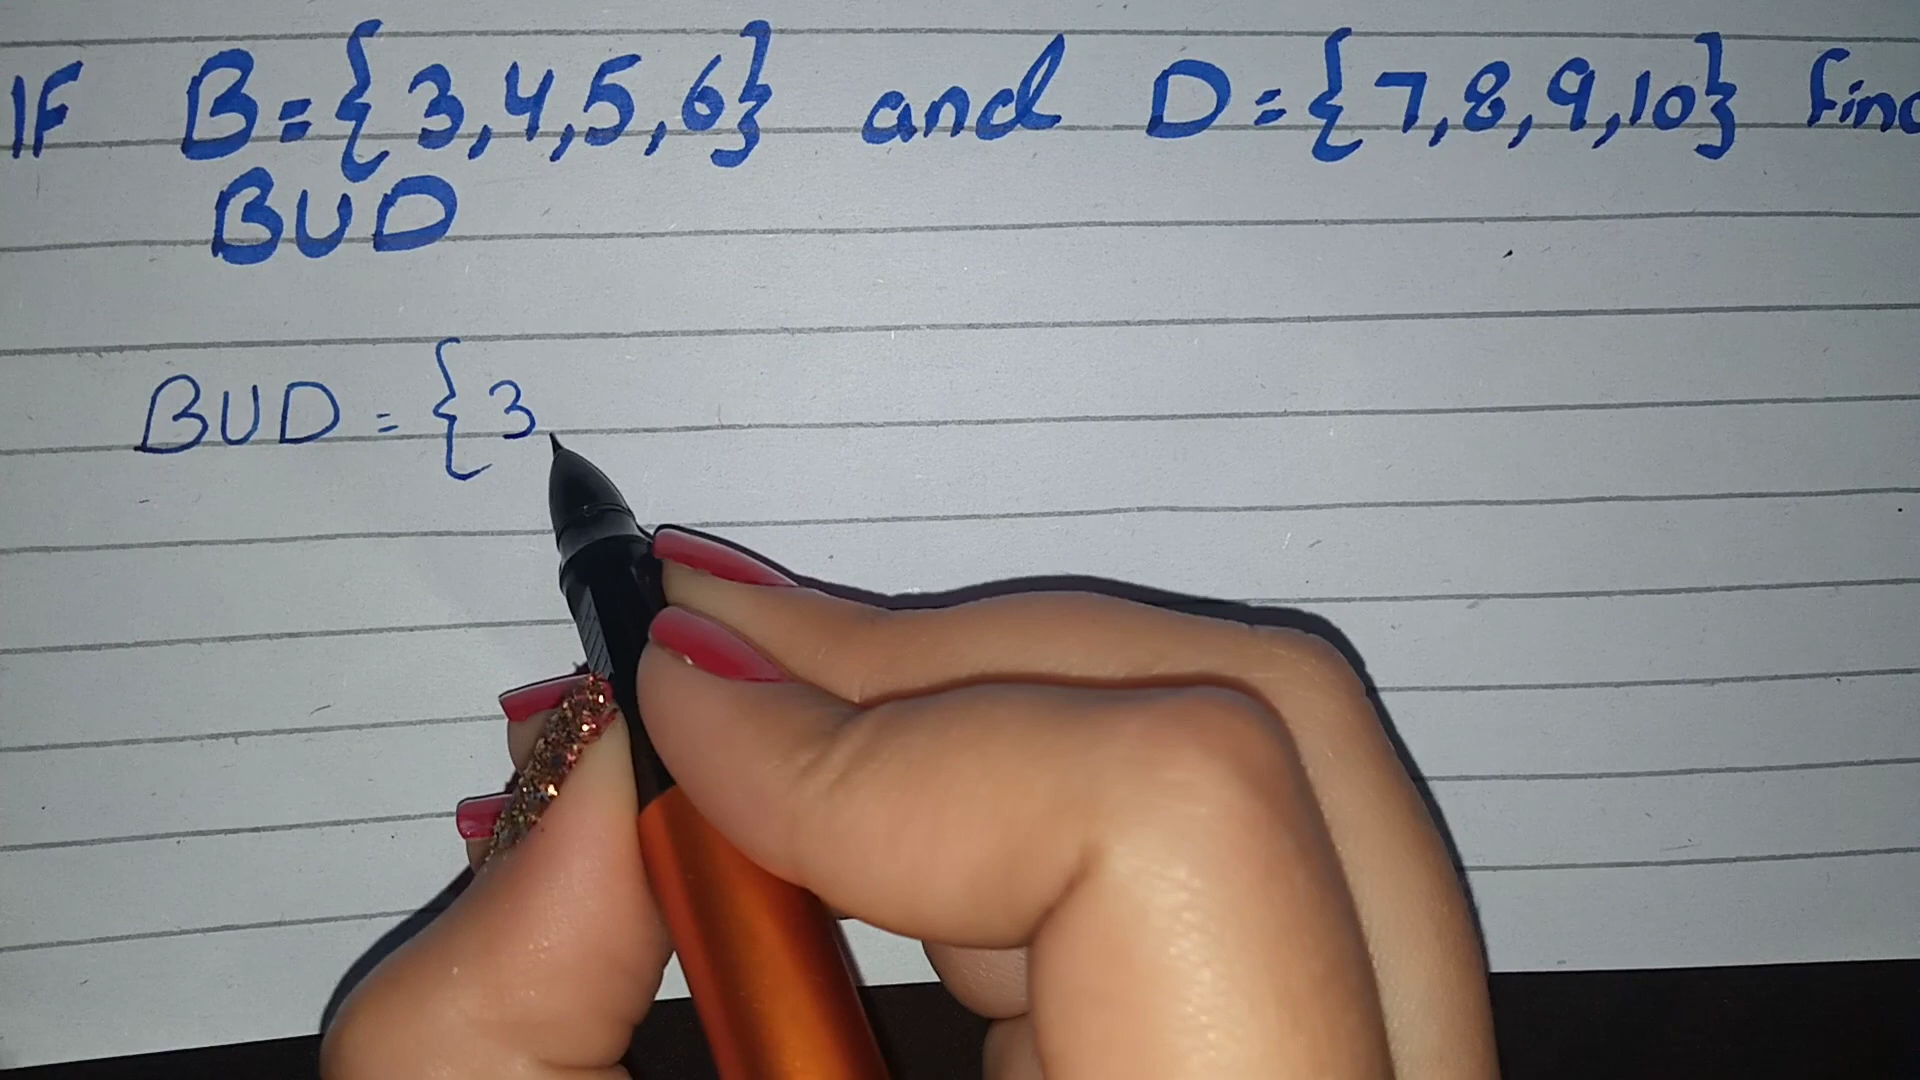 IF B={3,4,5,6} and D={7,8,9,10} Find
BUD
BUD = {3